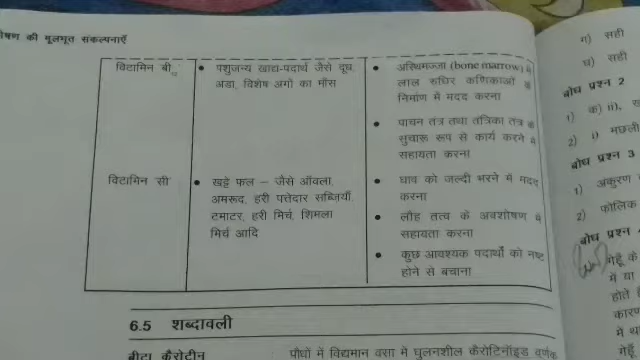 पोषण की मूलभूत संकल्पनाएँ
विटामिन बी₁₂
पशुजन्य खाद्य-पदार्थ जैसे दूध,
अंडा, विशेष अंगो का माँस
अस्थिमज्जा (bone marrow) में
लाल रुधिर कणिकाओं के
निर्माण में मदद करना
पाचन तंत्र तथा तंत्रिका तंत्र के
सुचारू रूप से कार्य करने में
सहायता करना
विटामिन 'सी'
खट्टे फल – जैसे आँवला,
अमरूद, हरी पत्तेदार सब्ज़ियाँ,
टमाटर, हरी मिर्च, शिमला
मिर्च आदि
घाव को जल्दी भरने में मदद
करना
लौह तत्व के अवशोषण में
सहायता करना
कुछ आवश्यक पदार्थों को नष्ट
होने से बचाना
6.5 शब्दावली
बीटा कैरोटीन
पौधों में विद्यमान वसा में घुलनशील कैरोटिनॉइड वर्णक
ग) सही
घ) सही
बोध प्रश्न 2
1) क) ii),
2) i) मछली
बोध प्रश्न 3
1) अंकुरण
2) फोलिक
बोध प्रश्न
गेहूँ के
में या
होते
कारण
में
गेहूँ